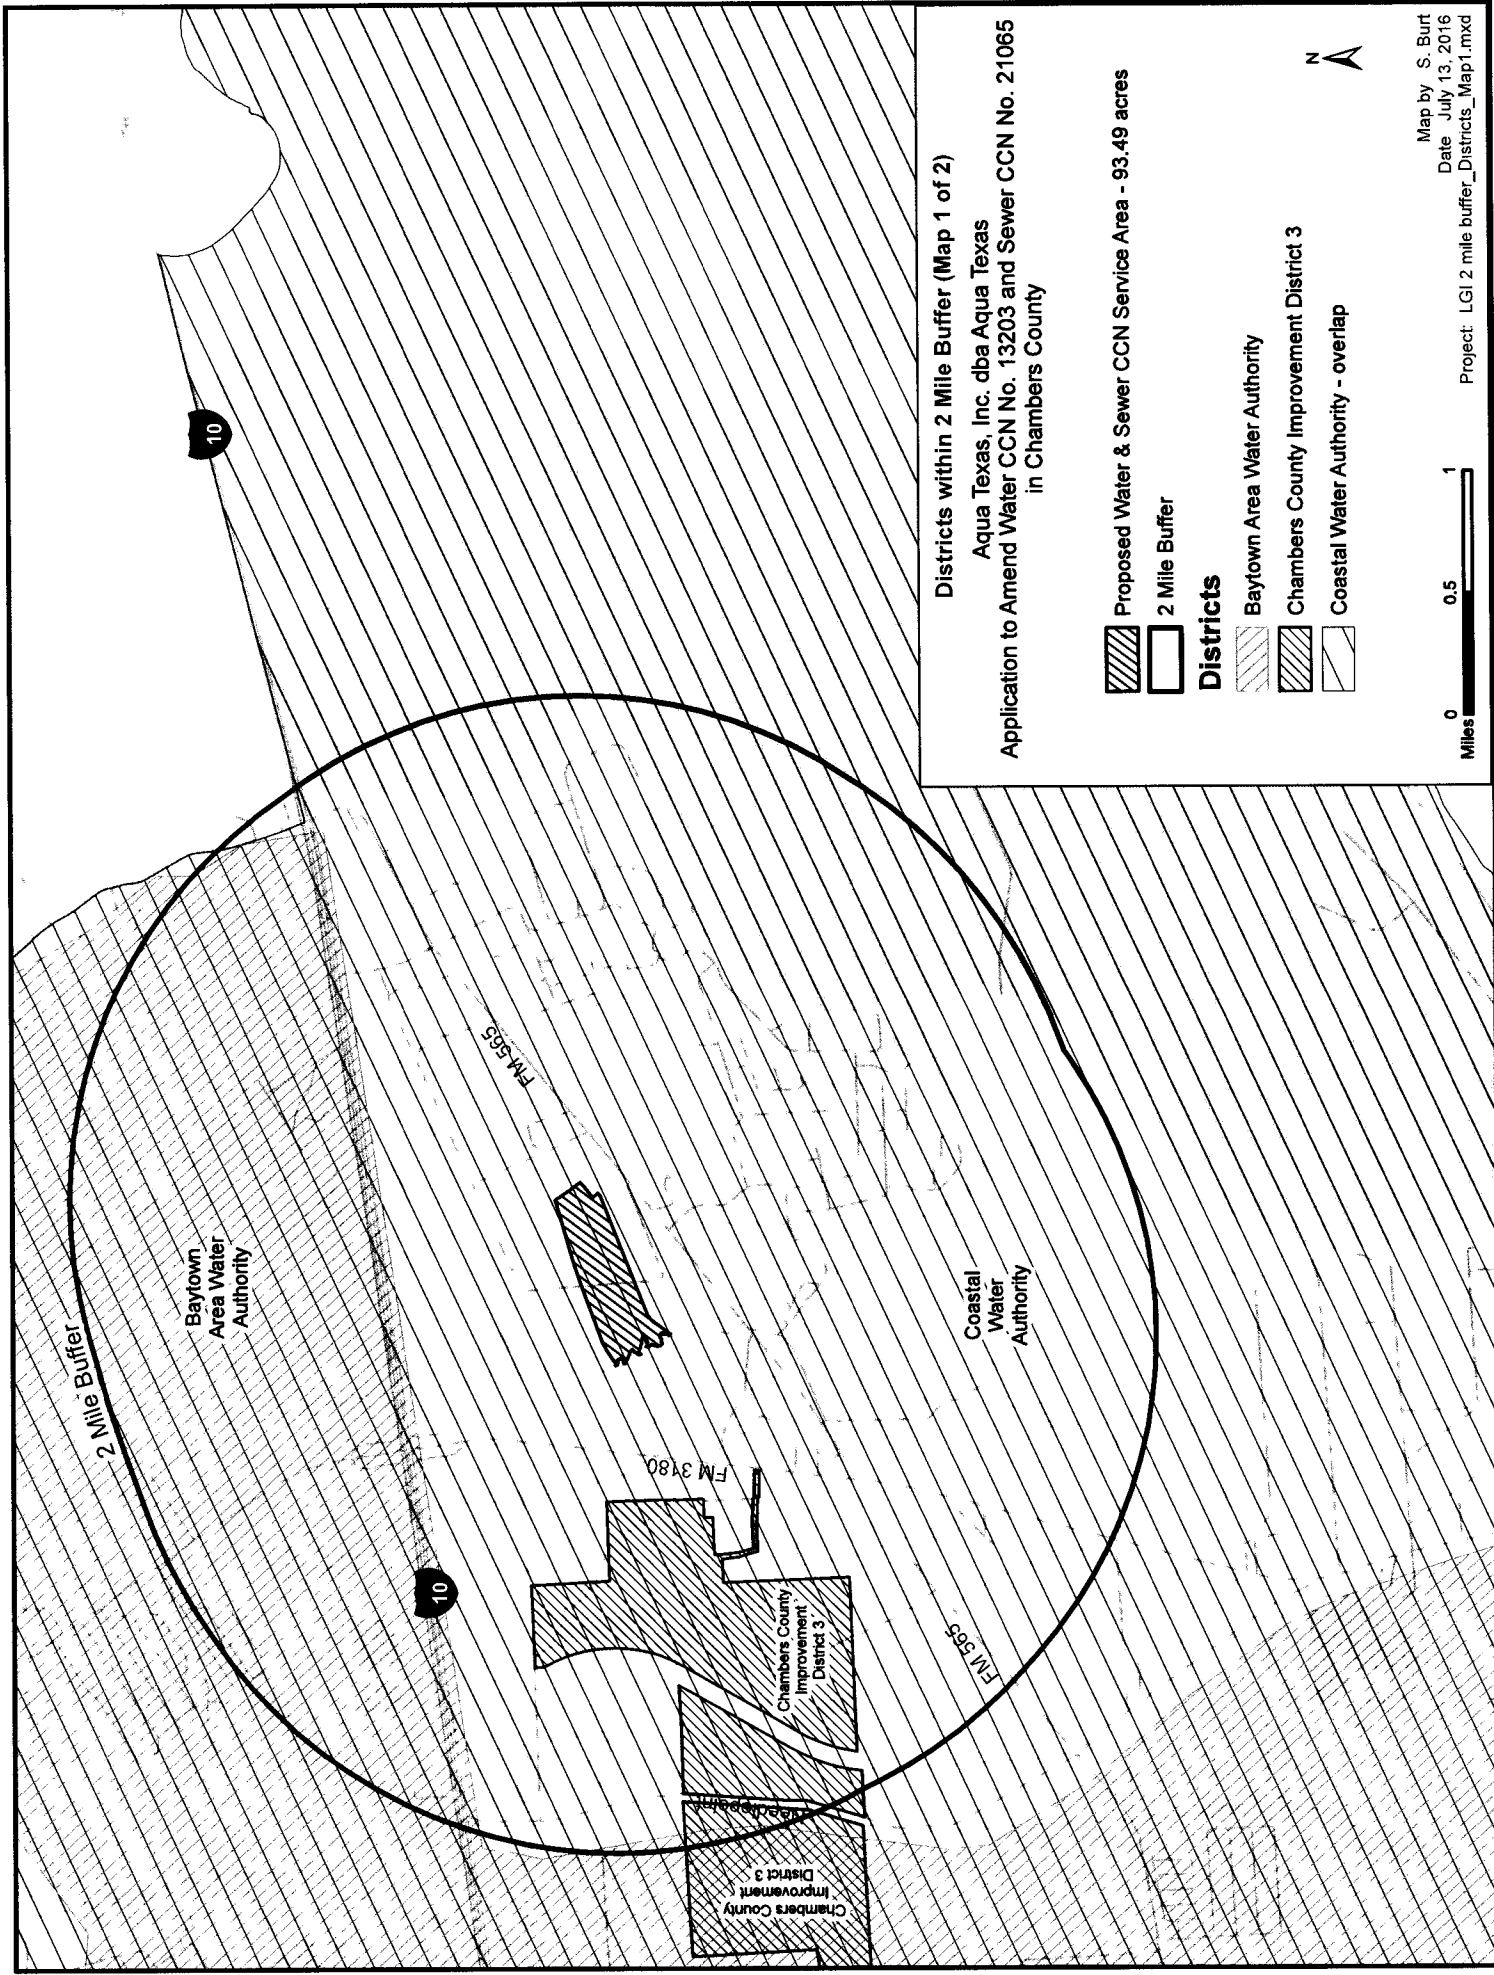 Districts within 2 Mile Buffer (Map 1 of 2)
Aqua Texas, Inc. dba Aqua Texas
Application to Amend Water CCN No. 13203 and Sewer CCN No. 21065
in Chambers County
Proposed Water & Sewer CCN Service Area - 93.49 acres
2 Mile Buffer
Districts
Baytown Area Water Authority
Chambers County Improvement District 3
Coastal Water Authority - overlap
N
0
0.5
1
Miles
Map by S. Burt
Date July 13, 2016
Project: LGI 2 mile buffer_Districts_Map1.mxd
2 Mile Buffer
Baytown
Area Water
Authority
10
10
FM 565
FM 3180
Chambers County
Improvement
District 3
Chambers County
Improvement
District 3
Coastal
Water
Authority
FM 565